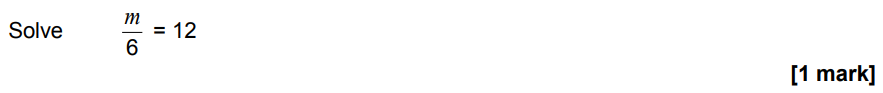 Solve m/6 = 12
[1 mark]